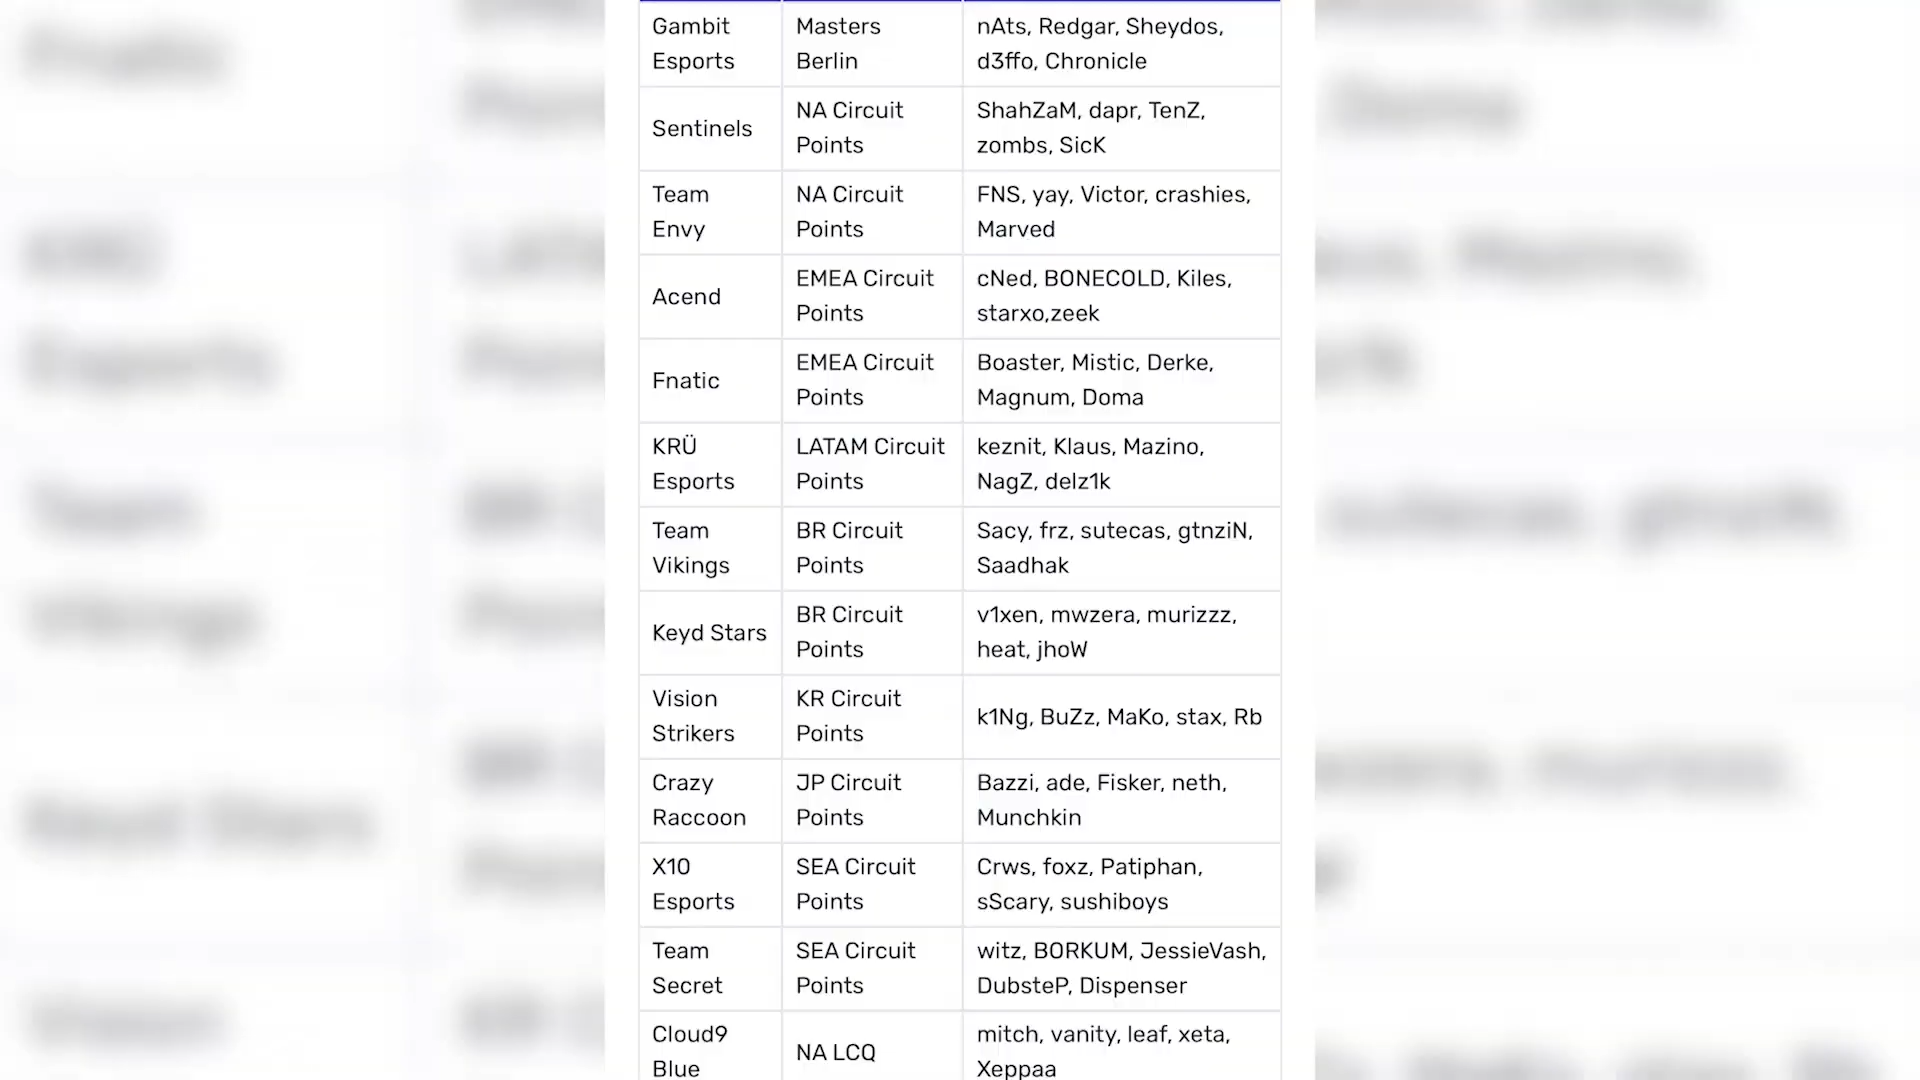 Gambit Esports
Masters Berlin
nAts, Redgar, Sheydos,
d3ffo, Chronicle
Sentinels
NA Circuit Points
ShahZaM, dapr, TenZ,
zombs, SicK
Team Envy
NA Circuit Points
FNS, yay, Victor, crashies,
Marved
Acend
EMEA Circuit Points
cNed, BONECOLD, Kiles,
starxo,zeek
Fnatic
EMEA Circuit Points
Boaster, Mistic, Derke,
Magnum, Doma
KRÜ Esports
LATAM Circuit Points
keznit, Klaus, Mazino,
NagZ, delz1k
Team Vikings
BR Circuit Points
Sacy, frz, sutecas, gtnziN,
Saadhak
Keyd Stars
BR Circuit Points
v1xen, mwzera, murizzz,
heat, jhoW
Vision Strikers
KR Circuit Points
k1Ng, BuZz, MaKo, stax, Rb
Crazy Raccoon
JP Circuit Points
Bazzi, ade, Fisker, neth,
Munchkin
X10 Esports
SEA Circuit Points
Crws, foxz, Patiphan,
sScary, sushiboys
Team Secret
SEA Circuit Points
witz, BORKUM, JessieVash,
DubsteP, Dispenser
Cloud9 Blue
NA LCQ
mitch, vanity, leaf, xeta,
Xeppaa